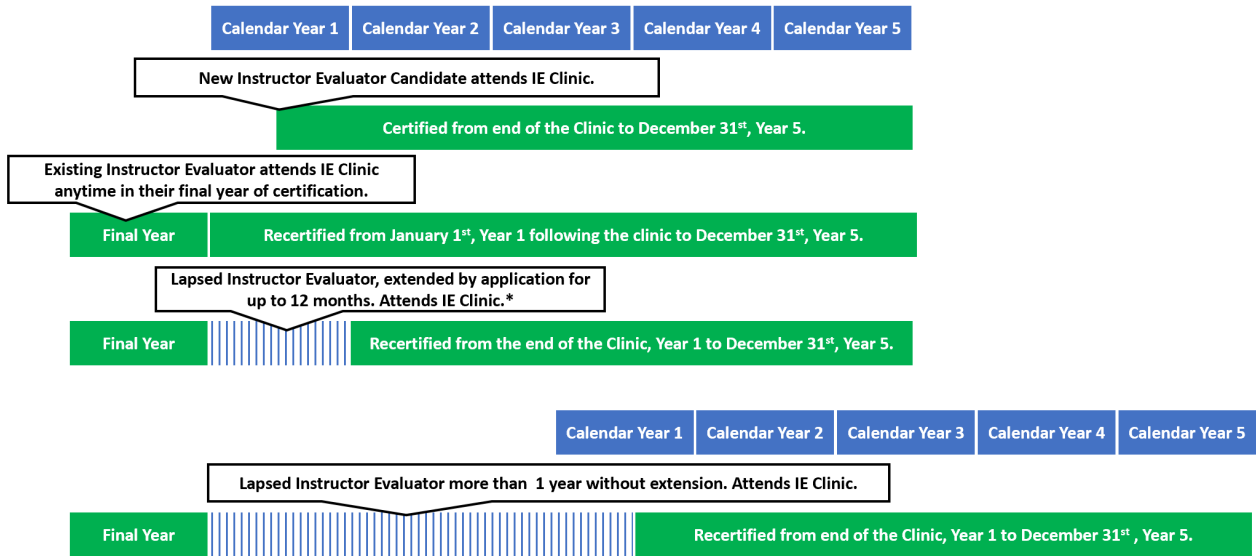 Calendar Year 1 Calendar Year 2 Calendar Year 3 Calendar Year 4 Calendar Year 5
New Instructor Evaluator Candidate attends IE Clinic.
Certified from end of the Clinic to December 31st, Year 5.
Existing Instructor Evaluator attends IE Clinic
anytime in their final year of certification.
Final Year Recertified from January 1st, Year 1 following the clinic to December 31st, Year 5.
Lapsed Instructor Evaluator, extended by application for
up to 12 months. Attends IE Clinic.*
Final Year Recertified from the end of the Clinic, Year 1 to December 31st, Year 5.
Calendar Year 1 Calendar Year 2 Calendar Year 3 Calendar Year 4 Calendar Year 5
Lapsed Instructor Evaluator more than 1 year without extension. Attends IE Clinic.
Final Year Recertified from end of the Clinic, Year 1 to December 31st , Year 5.